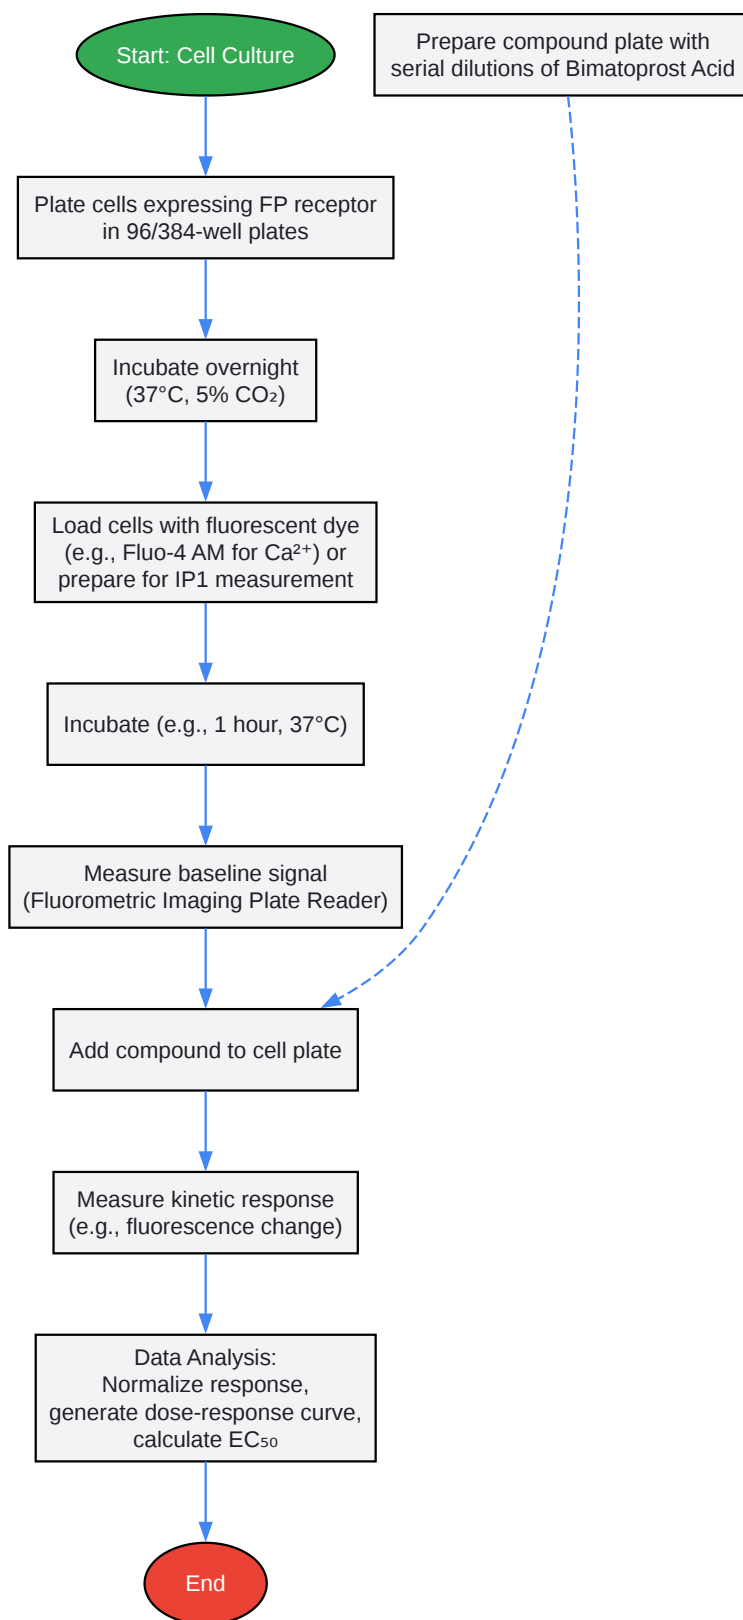 Start: Cell Culture
Prepare compound plate with
serial dilutions of Bimatoprost Acid
Plate cells expressing FP receptor
in 96/384-well plates
Incubate overnight
(37°C, 5% CO₂)
Load cells with fluorescent dye
(e.g., Fluo-4 AM for Ca²⁺) or
prepare for IP1 measurement
Incubate (e.g., 1 hour, 37°C)
Measure baseline signal
(Fluorometric Imaging Plate Reader)
Add compound to cell plate
Measure kinetic response
(e.g., fluorescence change)
Data Analysis:
Normalize response,
generate dose-response curve,
calculate EC₅₀
End